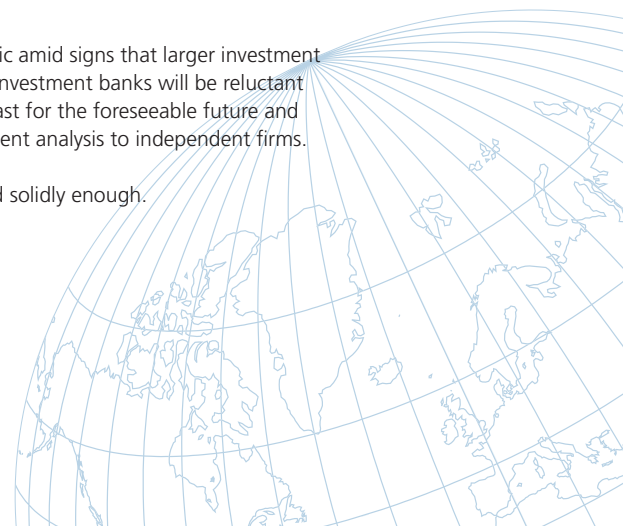 ic amid signs that larger investment
nvestment banks will be reluctant
ast for the foreseeable future and
ent analysis to independent firms.
d solidly enough.